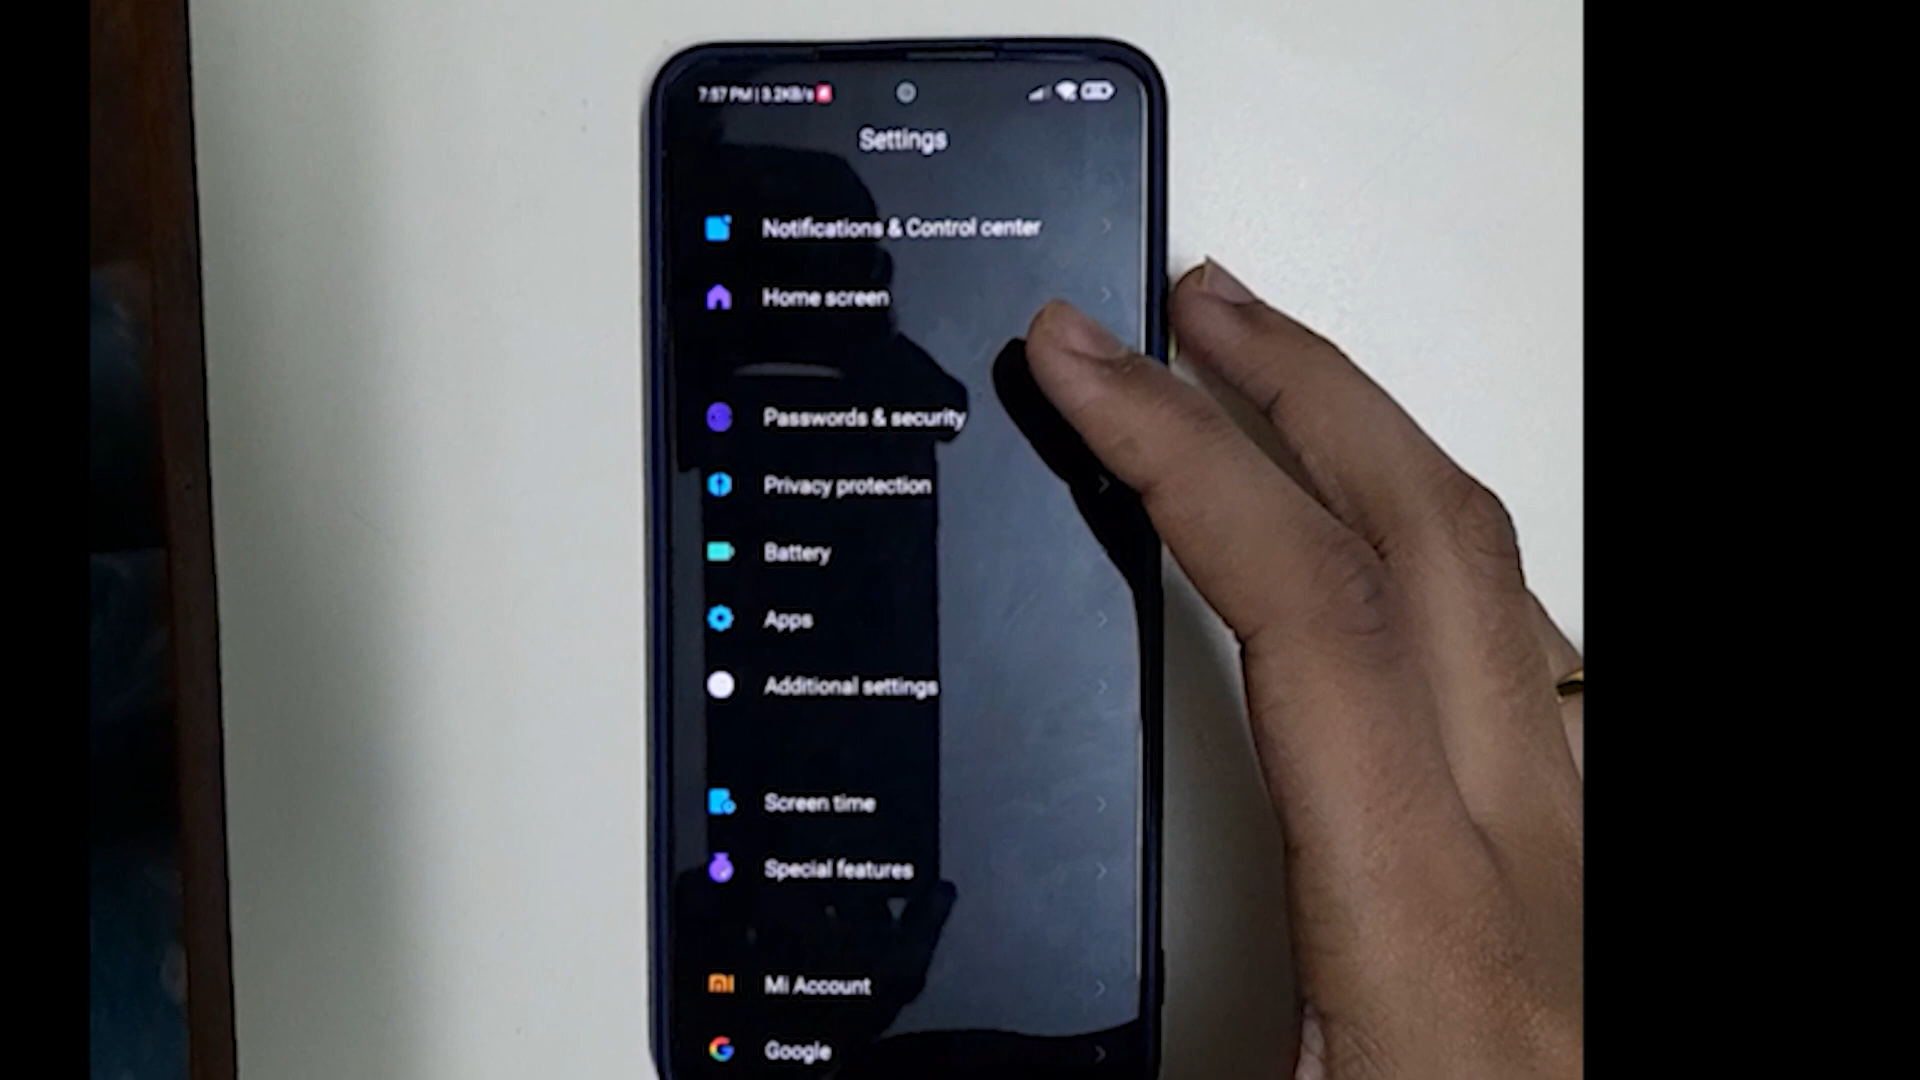 7:57 PM | 3.2KB/s
Settings
Notifications & Control center
Home screen
Passwords & security
Privacy protection
Battery
Apps
Additional settings
Screen time
Special features
Mi Account
Google